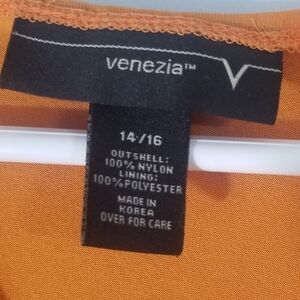 venezia™
14/16
OUTSHELL:
100% NYLON
LINING:
100% POLYESTER
MADE IN
KOREA
OVER FOR CARE